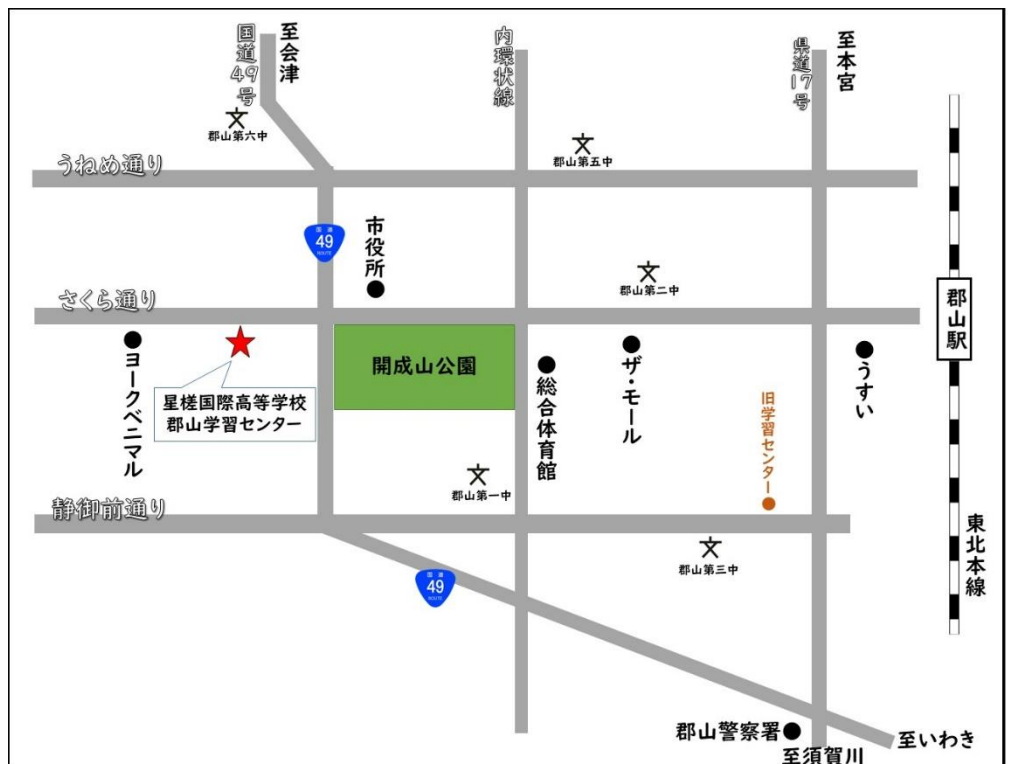 国道49号
至会津
内環状線
県道17号
至本宮
郡山第六中
郡山第五中
うねめ通り
国道
49
ROUTE
市役所
郡山第二中
さくら通り
郡山駅
ヨークベニマル
星槎国際高等学校
郡山学習センター
開成山公園
総合体育館
ザ・モール
うすい
旧学習センター
郡山第一中
静御前通り
郡山第三中
東北本線
国道
49
ROUTE
郡山警察署
至須賀川
至いわき